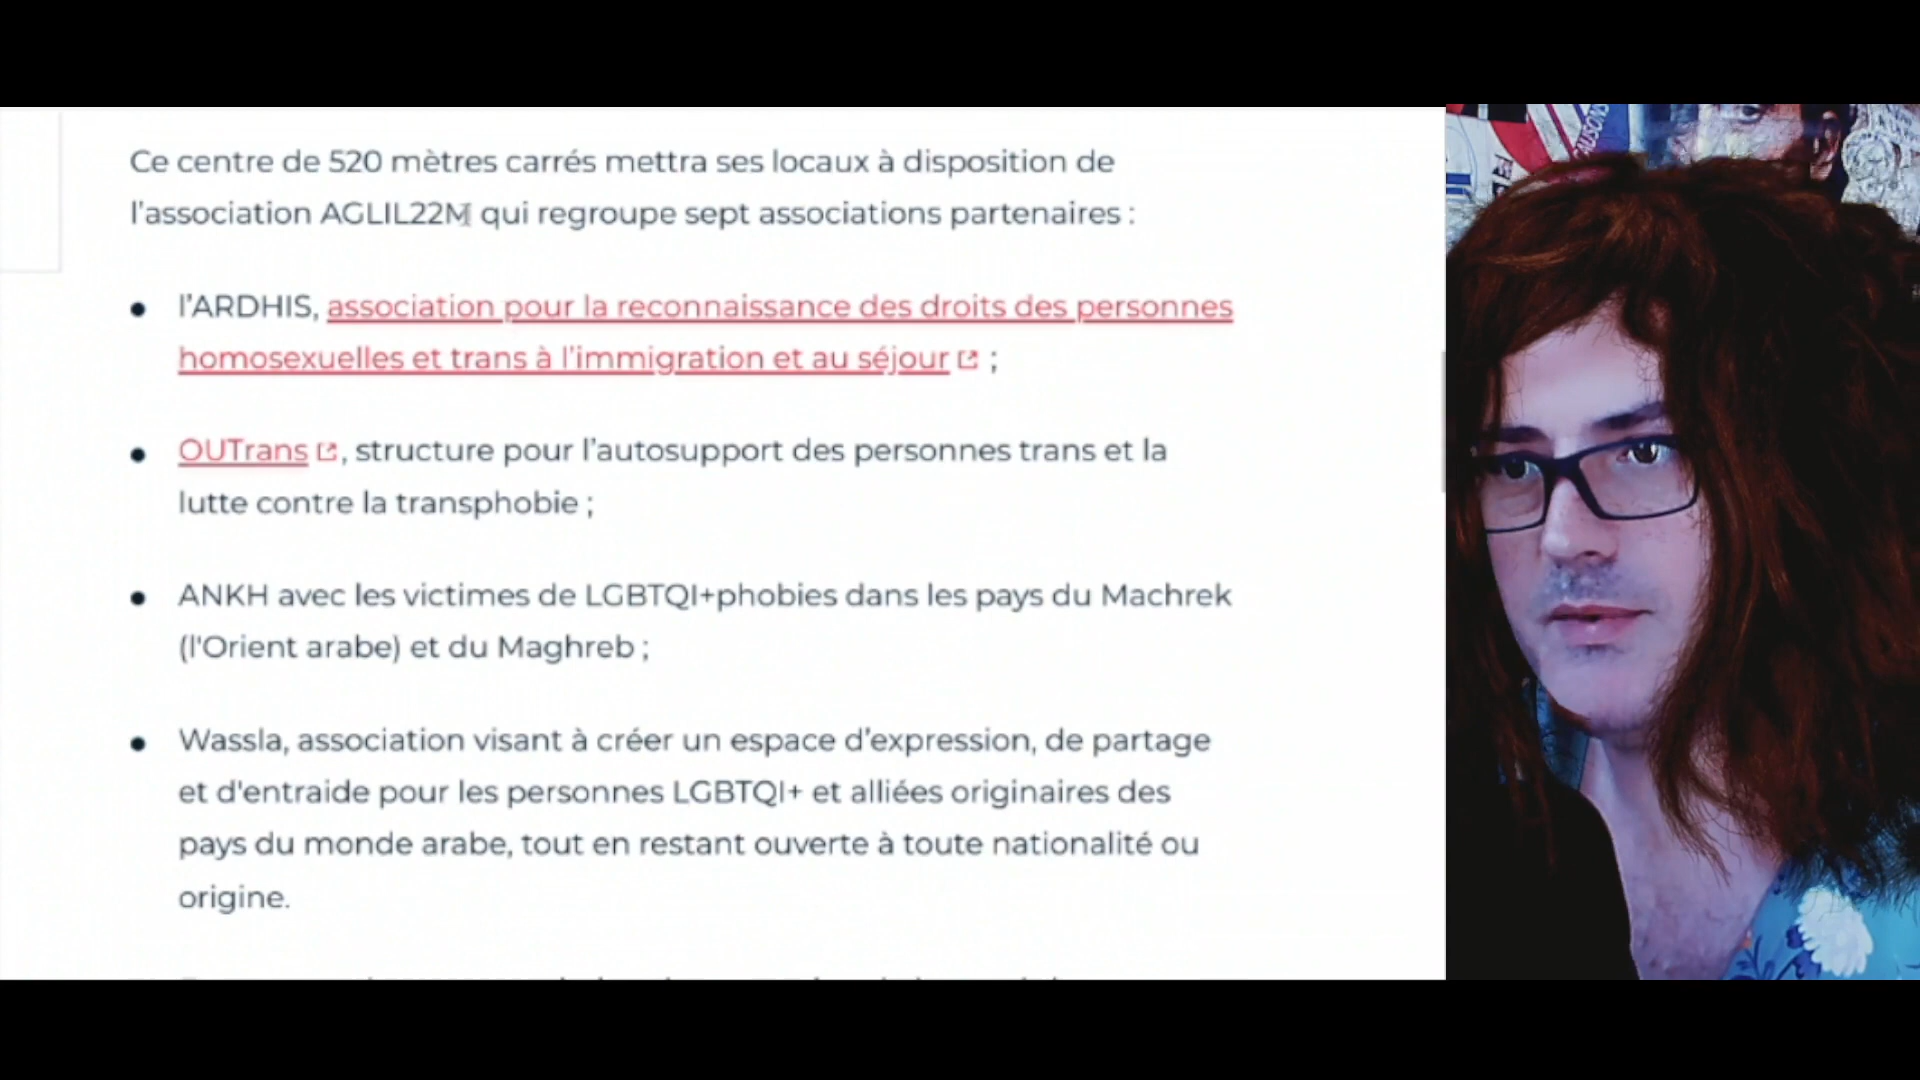 Ce centre de 520 mètres carrés mettra ses locaux à disposition de
l'association AGLIL22M qui regroupe sept associations partenaires :
l'ARDHIS, association pour la reconnaissance des droits des personnes
homosexuelles et trans à l'immigration et au séjour ;
OUTrans, structure pour l'autosupport des personnes trans et la
lutte contre la transphobie ;
ANKH avec les victimes de LGBTQI+phobies dans les pays du Machrek
(l'Orient arabe) et du Maghreb ;
Wassla, association visant à créer un espace d'expression, de partage
et d'entraide pour les personnes LGBTQI+ et alliées originaires des
pays du monde arabe, tout en restant ouverte à toute nationalité ou
origine.